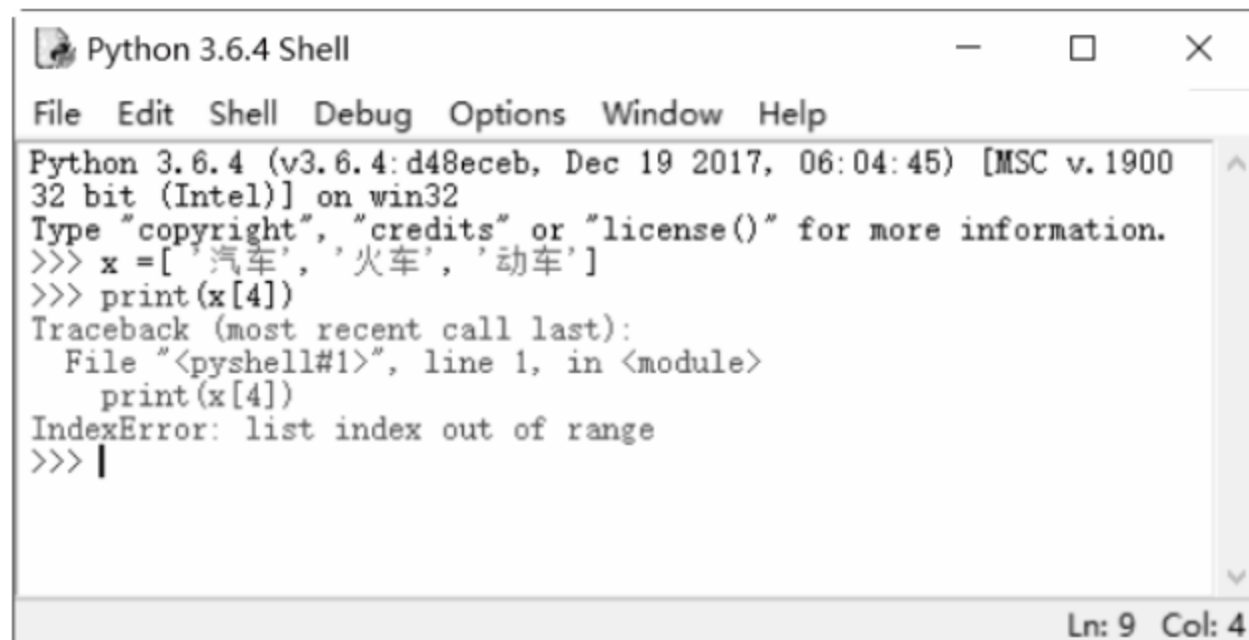 Python 3.6.4 Shell
File Edit Shell Debug Options Window Help
Python 3.6.4 (v3.6.4:d48eceb, Dec 19 2017, 06:04:45) [MSC v.1900
32 bit (Intel)] on win32
Type "copyright", "credits" or "license()" for more information.
>>> x =[ '汽车', '火车', '动车']
>>> print(x[4])
Traceback (most recent call last):
  File "<pyshell#1>", line 1, in <module>
    print(x[4])
IndexError: list index out of range
>>>
Ln: 9 Col: 4